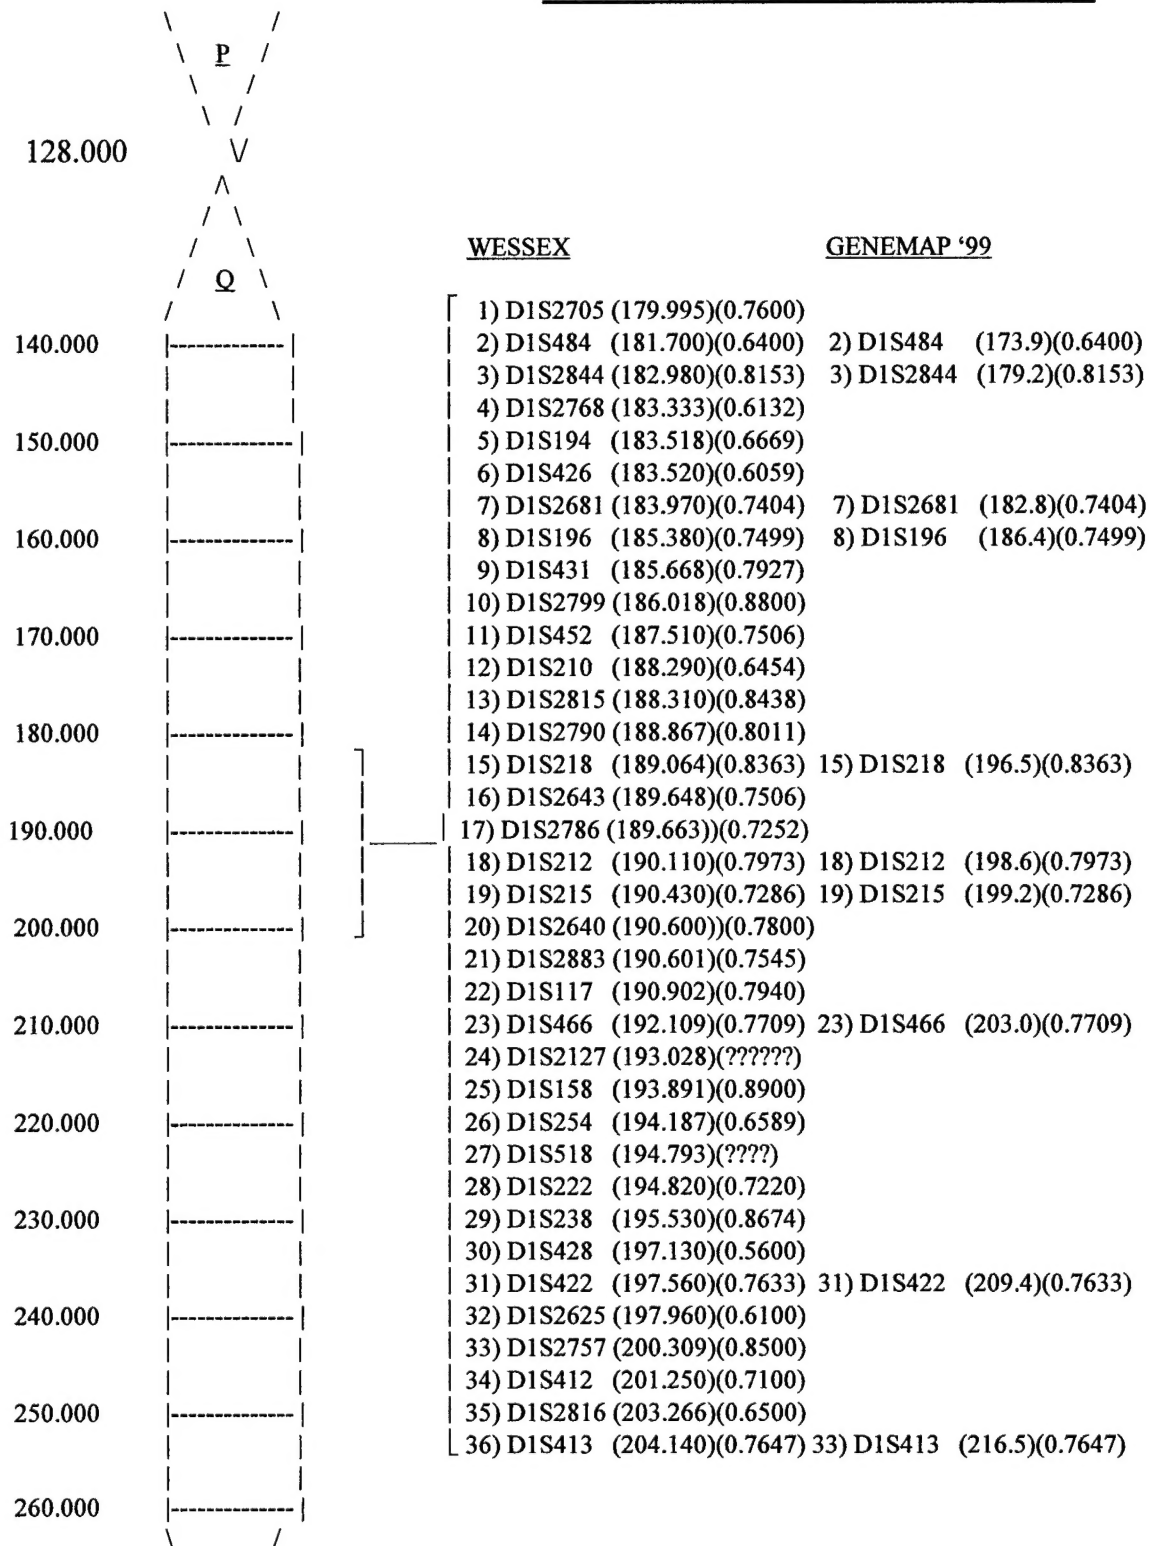 P
128.000
WESSEX GENEMAP ‘99
Q
1) D1S2705 (179.995)(0.7600)
140.000 2) D1S484 (181.700)(0.6400) 2) D1S484 (173.9)(0.6400)
3) D1S2844 (182.980)(0.8153) 3) D1S2844 (179.2)(0.8153)
4) D1S2768 (183.333)(0.6132)
150.000 5) D1S194 (183.518)(0.6669)
6) D1S426 (183.520)(0.6059)
7) D1S2681 (183.970)(0.7404) 7) D1S2681 (182.8)(0.7404)
160.000 8) D1S196 (185.380)(0.7499) 8) D1S196 (186.4)(0.7499)
9) D1S431 (185.668)(0.7927)
10) D1S2799 (186.018)(0.8800)
170.000 11) D1S452 (187.510)(0.7506)
12) D1S210 (188.290)(0.6454)
13) D1S2815 (188.310)(0.8438)
180.000 14) D1S2790 (188.867)(0.8011)
15) D1S218 (189.064)(0.8363) 15) D1S218 (196.5)(0.8363)
16) D1S2643 (189.648)(0.7506)
190.000 17) D1S2786 (189.663))(0.7252)
18) D1S212 (190.110)(0.7973) 18) D1S212 (198.6)(0.7973)
19) D1S215 (190.430)(0.7286) 19) D1S215 (199.2)(0.7286)
200.000 20) D1S2640 (190.600))(0.7800)
21) D1S2883 (190.601)(0.7545)
22) D1S117 (190.902)(0.7940)
210.000 23) D1S466 (192.109)(0.7709) 23) D1S466 (203.0)(0.7709)
24) D1S2127 (193.028)(??????)
25) D1S158 (193.891)(0.8900)
220.000 26) D1S254 (194.187)(0.6589)
27) D1S518 (194.793)(????)
28) D1S222 (194.820)(0.7220)
230.000 29) D1S238 (195.530)(0.8674)
30) D1S428 (197.130)(0.5600)
31) D1S422 (197.560)(0.7633) 31) D1S422 (209.4)(0.7633)
240.000 32) D1S2625 (197.960)(0.6100)
33) D1S2757 (200.309)(0.8500)
34) D1S412 (201.250)(0.7100)
250.000 35) D1S2816 (203.266)(0.6500)
36) D1S413 (204.140)(0.7647) 33) D1S413 (216.5)(0.7647)
260.000